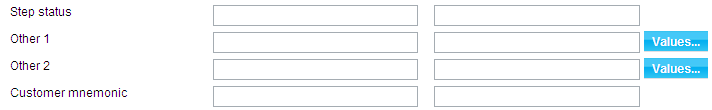 Step status
Other 1 Values...
Other 2 Values...
Customer mnemonic